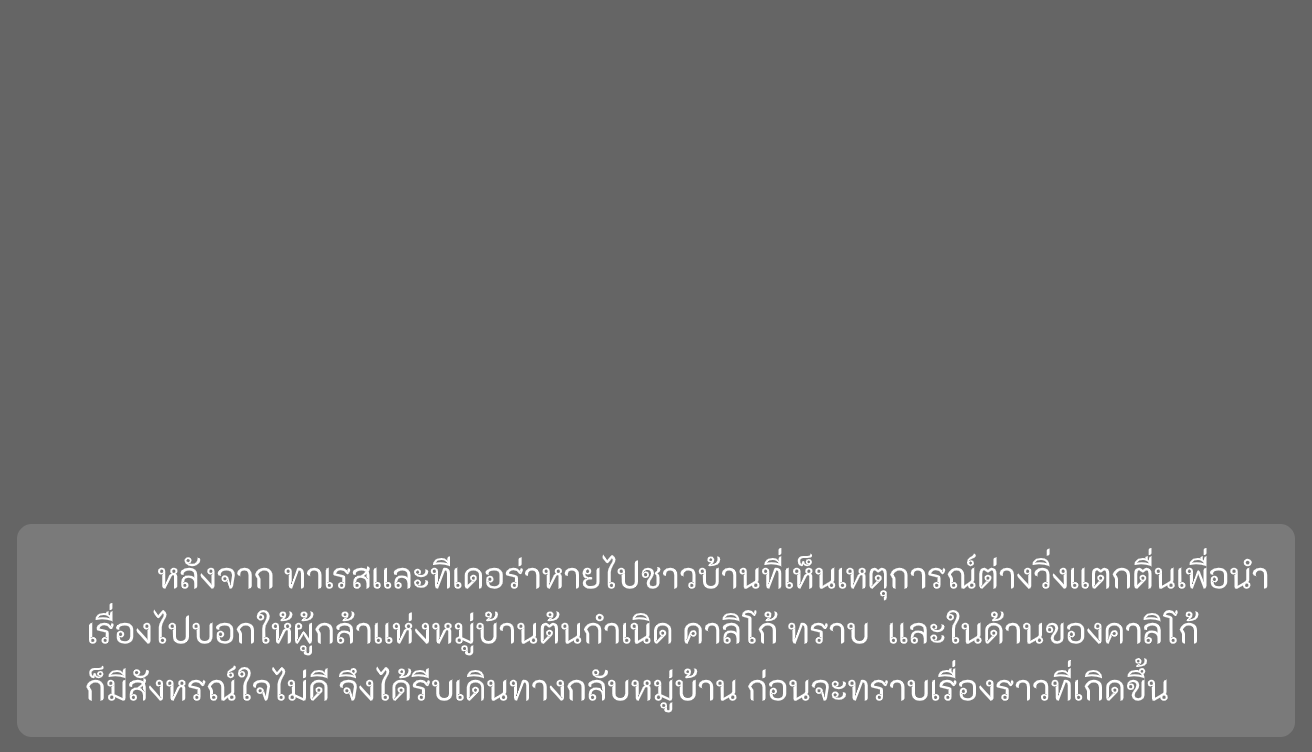 หลังจาก ทาเรสและทีเดอร่าหายไปชาวบ้านที่เห็นเหตุการณ์ต่างวิ่งแตกตื่นเพื่อนำ
เรื่องไปบอกให้ผู้กล้าแห่งหมู่บ้านต้นกำเนิด คาลิโก้ ทราบ  และในด้านของคาลิโก้
ก็มีสังหรณ์ใจไม่ดี จึงได้รีบเดินทางกลับหมู่บ้าน ก่อนจะทราบเรื่องราวที่เกิดขึ้น